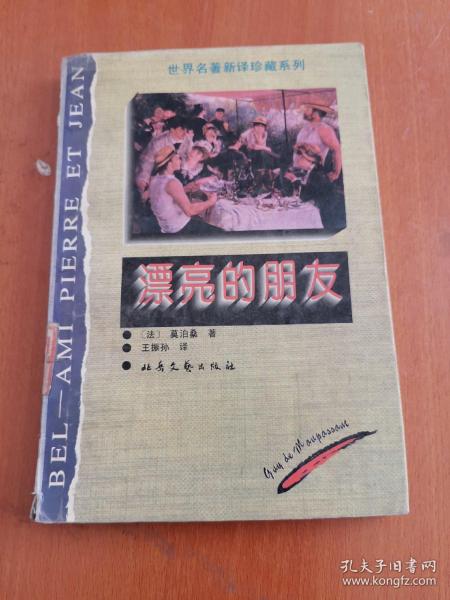 世界名著新译珍藏系列
BEL—AMI PIERRE ET JEAN
漂亮的朋友
〔法〕 莫泊桑 著
王振孙 译
北岳文艺出版社
Guy de Maupassant
孔夫子旧书网
www.kongfz.com